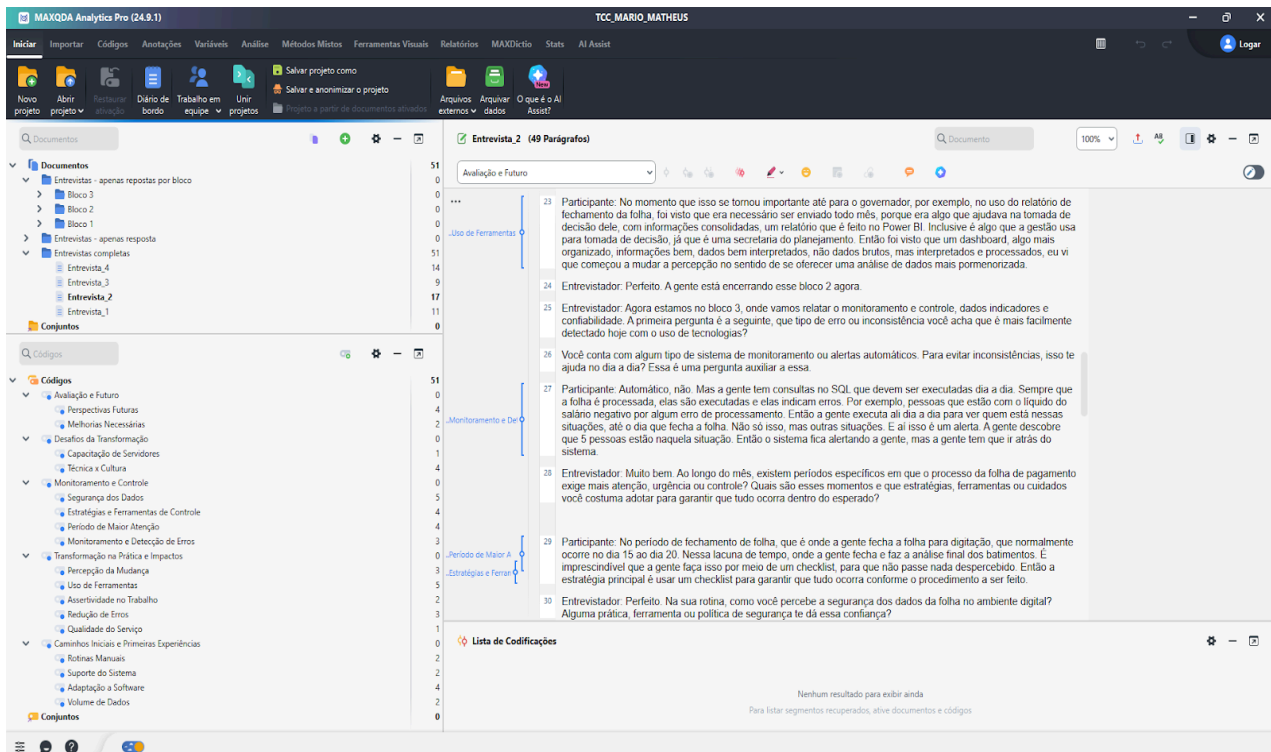 MAXQDA Analytics Pro (24.9.1)
TCC_MARIO_MATHEUS
Iniciar Importar Códigos Anotações Variáveis Análise Métodos Mistos Ferramentas Visuais Relatórios MAXDictio Stats AI Assist
Logar
Novo projeto
Abrir projeto
Restaurar ativação
Diário de bordo
Trabalho em equipe
Unir projetos
Salvar projeto como
Salvar e anonimizar o projeto
Projeto a partir de documentos ativados
Arquivos externos
Arquivar dados
O que é o AI Assist?
New
Documentos
Documentos 51
Entrevistas - apenas repostas por bloco 0
Bloco 3 0
Bloco 2 0
Bloco 1 0
Entrevistas - apenas resposta 0
Entrevistas completas 51
Entrevista_4 14
Entrevista_3 9
Entrevista_2 17
Entrevista_1 11
Conjuntos 0
Códigos
Códigos 51
Avaliação e Futuro 0
Perspectivas Futuras 4
Melhorias Necessárias 2
Desafios da Transformação 0
Capacitação de Servidores 1
Técnica x Cultura 4
Monitoramento e Controle 0
Segurança dos Dados 5
Estratégias e Ferramentas de Controle 4
Período de Maior Atenção 4
Monitoramento e Detecção de Erros 3
Transformação na Prática e Impactos 0
Percepção da Mudança 3
Uso de Ferramentas 5
Assertividade no Trabalho 2
Redução de Erros 3
Qualidade do Serviço 1
Caminhos Iniciais e Primeiras Experiências 0
Rotinas Manuais 2
Suporte do Sistema 2
Adaptação a Software 4
Volume de Dados 2
Conjuntos 0
Entrevista_2 (49 Parágrafos)
Documento
100%
Avaliação e Futuro
...
..Uso de Ferramentas
23 Participante: No momento que isso se tornou importante até para o governador, por exemplo, no uso do relatório de
fechamento da folha, foi visto que era necessário ser enviado todo mês, porque era algo que ajudava na tomada de
decisão dele, com informações consolidadas, um relatório que é feito no Power BI. Inclusive é algo que a gestão usa
para tomada de decisão, já que é uma secretaria do planejamento. Então foi visto que um dashboard, algo mais
organizado, informações bem, dados bem interpretados, não dados brutos, mas interpretados e processados, eu vi
que começou a mudar a percepção no sentido de se oferecer uma análise de dados mais pormenorizada.
24 Entrevistador: Perfeito. A gente está encerrando esse bloco 2 agora.
25 Entrevistador: Agora estamos no bloco 3, onde vamos relatar o monitoramento e controle, dados indicadores e
confiabilidade. A primeira pergunta é a seguinte, que tipo de erro ou inconsistência você acha que é mais facilmente
detectado hoje com o uso de tecnologias?
26 Você conta com algum tipo de sistema de monitoramento ou alertas automáticos. Para evitar inconsistências, isso te
ajuda no dia a dia? Essa é uma pergunta auxiliar a essa.
..Monitoramento e De
27 Participante: Automático, não. Mas a gente tem consultas no SQL que devem ser executadas dia a dia. Sempre que
a folha é processada, elas são executadas e elas indicam erros. Por exemplo, pessoas que estão com o líquido do
salário negativo por algum erro de processamento. Então a gente executa ali dia a dia para ver quem está nessas
situações, até o dia que fecha a folha. Não só isso, mas outras situações. E aí isso é um alerta. A gente descobre
que 5 pessoas estão naquela situação. Então o sistema fica alertando a gente, mas a gente tem que ir atrás do
sistema.
28 Entrevistador: Muito bem. Ao longo do mês, existem períodos específicos em que o processo da folha de pagamento
exige mais atenção, urgência ou controle? Quais são esses momentos e que estratégias, ferramentas ou cuidados
você costuma adotar para garantir que tudo ocorra dentro do esperado?
..Período de Maior A
..Estratégias e Ferran
29 Participante: No período de fechamento de folha, que é onde a gente fecha a folha para digitação, que normalmente
ocorre no dia 15 ao dia 20. Nessa lacuna de tempo, onde a gente fecha e faz a análise final dos batimentos. É
imprescindível que a gente faça isso por meio de um checklist, para que não passe nada despercebido. Então a
estratégia principal é usar um checklist para garantir que tudo ocorra conforme o procedimento a ser feito.
30 Entrevistador: Perfeito. Na sua rotina, como você percebe a segurança dos dados da folha no ambiente digital?
Alguma prática, ferramenta ou política de segurança te dá essa confiança?
Lista de Codificações
Nenhum resultado para exibir ainda
Para listar segmentos recuperados, ative documentos e códigos